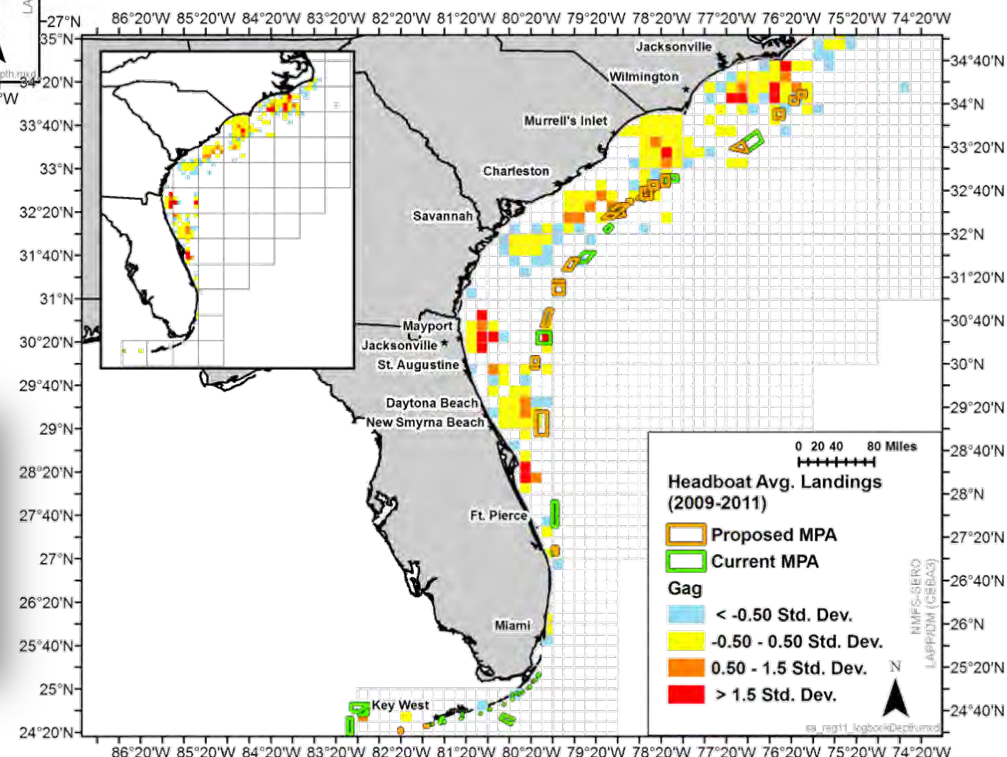 27°N
86°20'W 85°20'W 84°20'W 83°20'W 82°20'W 81°20'W 80°20'W 79°20'W 78°20'W 77°20'W 76°20'W 75°20'W 74°20'W
35°N
34°20'N
33°40'N
33°N
32°20'N
31°40'N
31°N
30°20'N
29°40'N
29°N
28°20'N
27°40'N
27°N
26°20'N
25°40'N
25°N
24°20'N
Jacksonville
Wilmington
Murrell's Inlet
Charleston
Savannah
Mayport
Jacksonville
St. Augustine
Daytona Beach
New Smyrna Beach
Ft. Pierce
Miami
Key West
34°40'N
34°N
33°20'N
32°40'N
32°N
31°20'N
30°40'N
30°N
29°20'N
28°40'N
28°N
27°20'N
26°40'N
26°N
25°20'N
24°40'N
0 20 40 80 Miles
Headboat Avg. Landings
(2009-2011)
Proposed MPA
Current MPA
Gag
< -0.50 Std. Dev.
-0.50 - 0.50 Std. Dev.
0.50 - 1.5 Std. Dev.
> 1.5 Std. Dev.
N
NMFS-SERO
LAPP/DM (CEBA3)
sa_reg11_logbookDepth.mxd
86°20'W 85°20'W 84°20'W 83°20'W 82°20'W 81°20'W 80°20'W 79°20'W 78°20'W 77°20'W 76°20'W 75°20'W 74°20'W